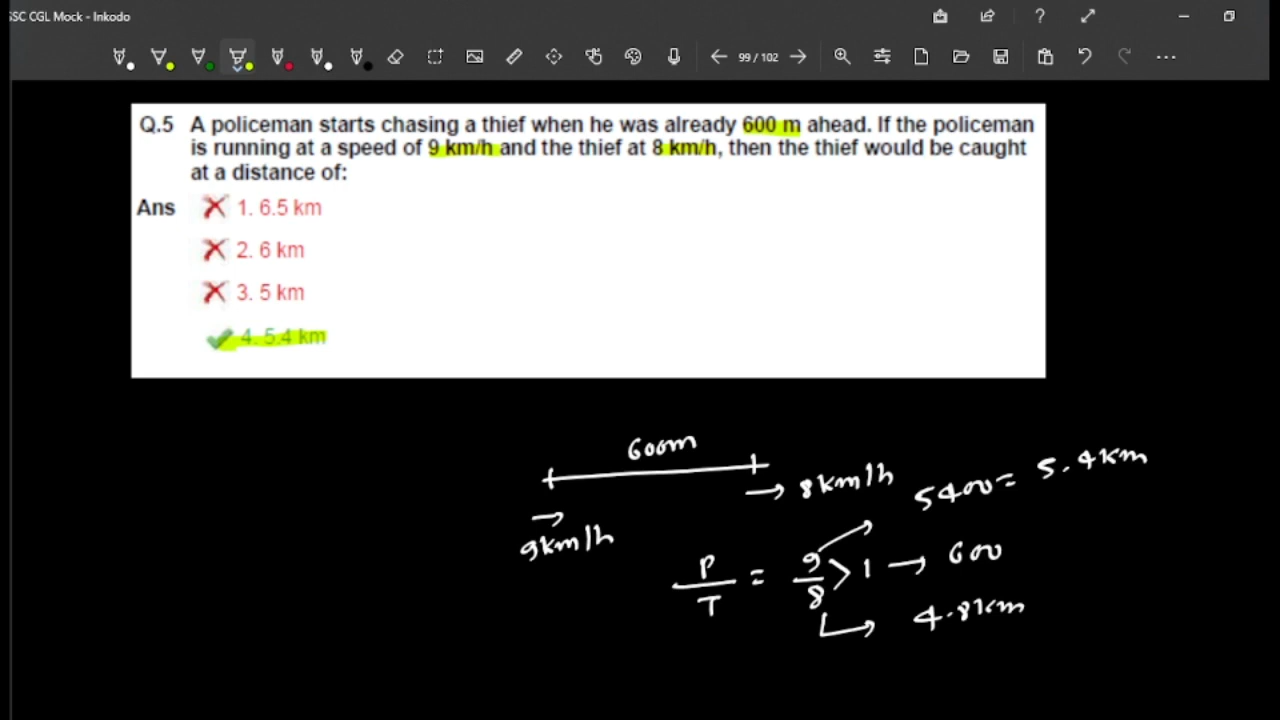 SSC CGL Mock - Inkodo
99 / 102
Q.5 A policeman starts chasing a thief when he was already 600 m ahead. If the policeman
is running at a speed of 9 km/h and the thief at 8 km/h, then the thief would be caught
at a distance of:
Ans 1. 6.5 km
2. 6 km
3. 5 km
4. 5.4 km
600m
8km/h
9km/h
5400 = 5.4km
P/T = 9/8 > 1 → 600
4.8km